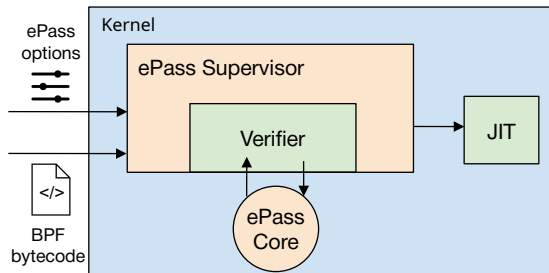 ePass
options
Kernel
ePass Supervisor
Verifier
JIT
</>
BPF
bytecode
ePass
Core